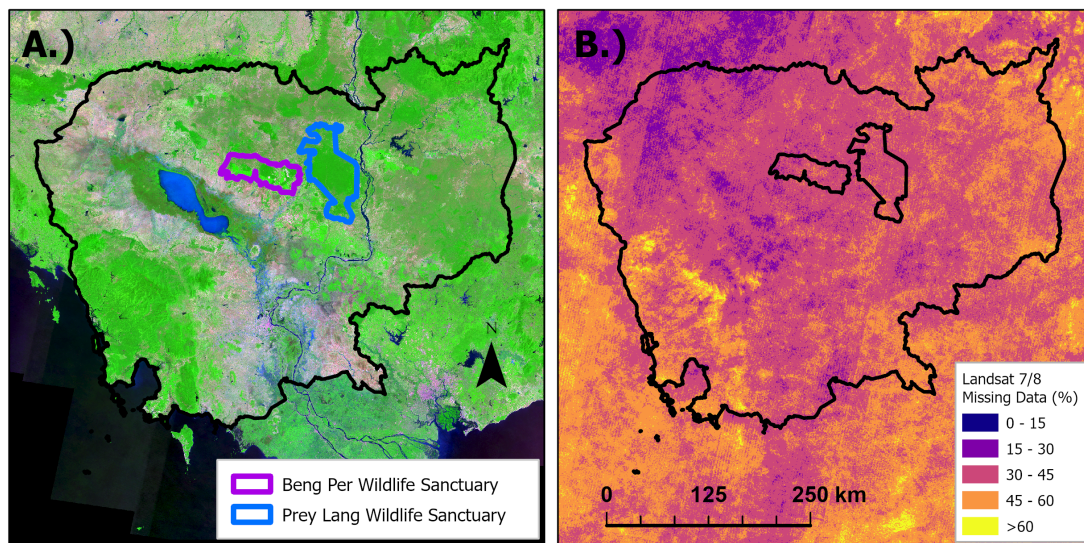 A.)
N
Beng Per Wildlife Sanctuary
Prey Lang Wildlife Sanctuary
B.)
Landsat 7/8
Missing Data (%)
0 - 15
15 - 30
30 - 45
45 - 60
>60
0 125 250 km